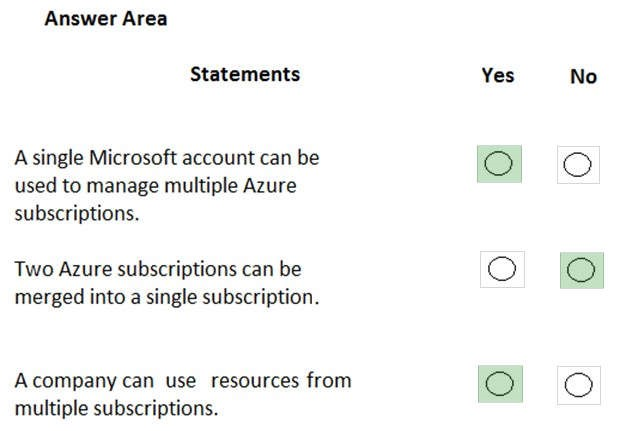 Answer Area
Statements Yes No
A single Microsoft account can be
used to manage multiple Azure
subscriptions.
Two Azure subscriptions can be
merged into a single subscription.
A company can use resources from
multiple subscriptions.